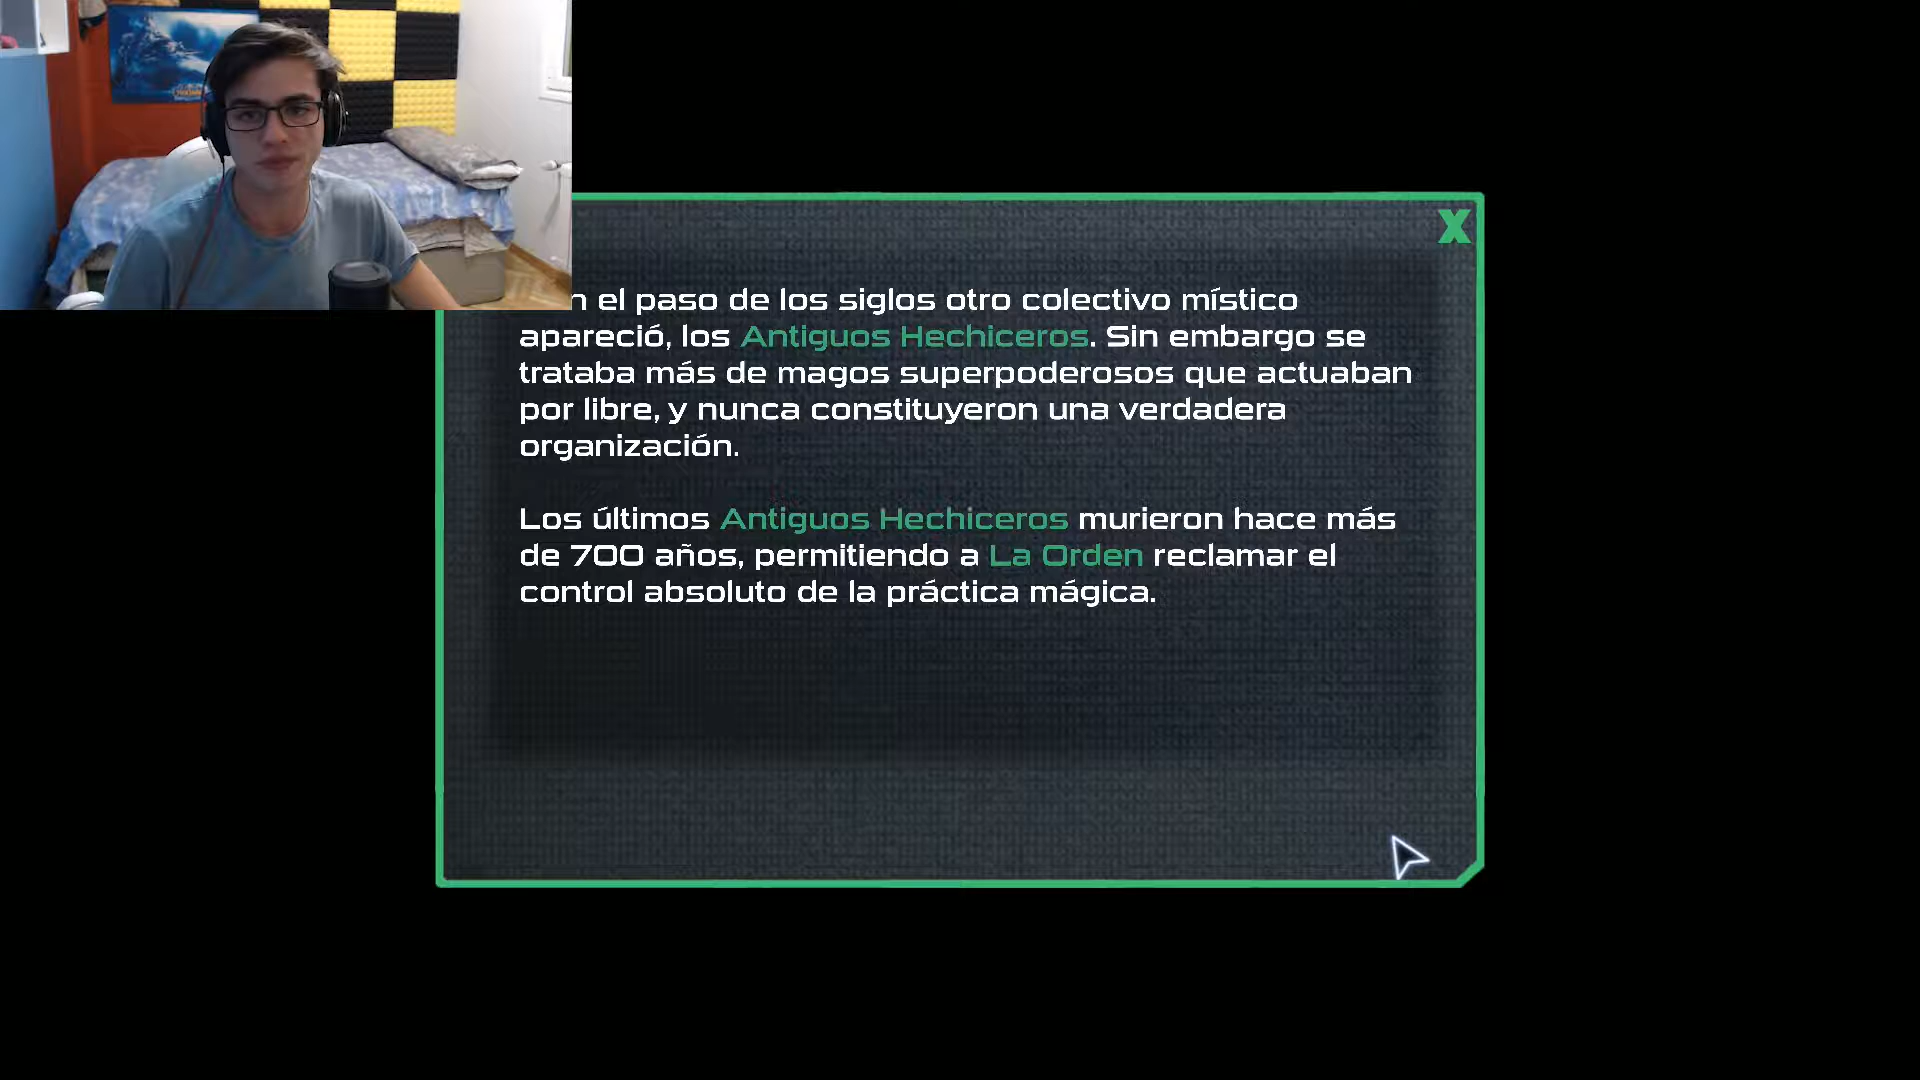 X
el paso de los siglos otro colectivo místico
apareció, los Antiguos Hechiceros. Sin embargo se
trataba más de magos superpoderosos que actuaban
por libre, y nunca constituyeron una verdadera
organización.
Los últimos Antiguos Hechiceros murieron hace más
de 700 años, permitiendo a La Orden reclamar el
control absoluto de la práctica mágica.